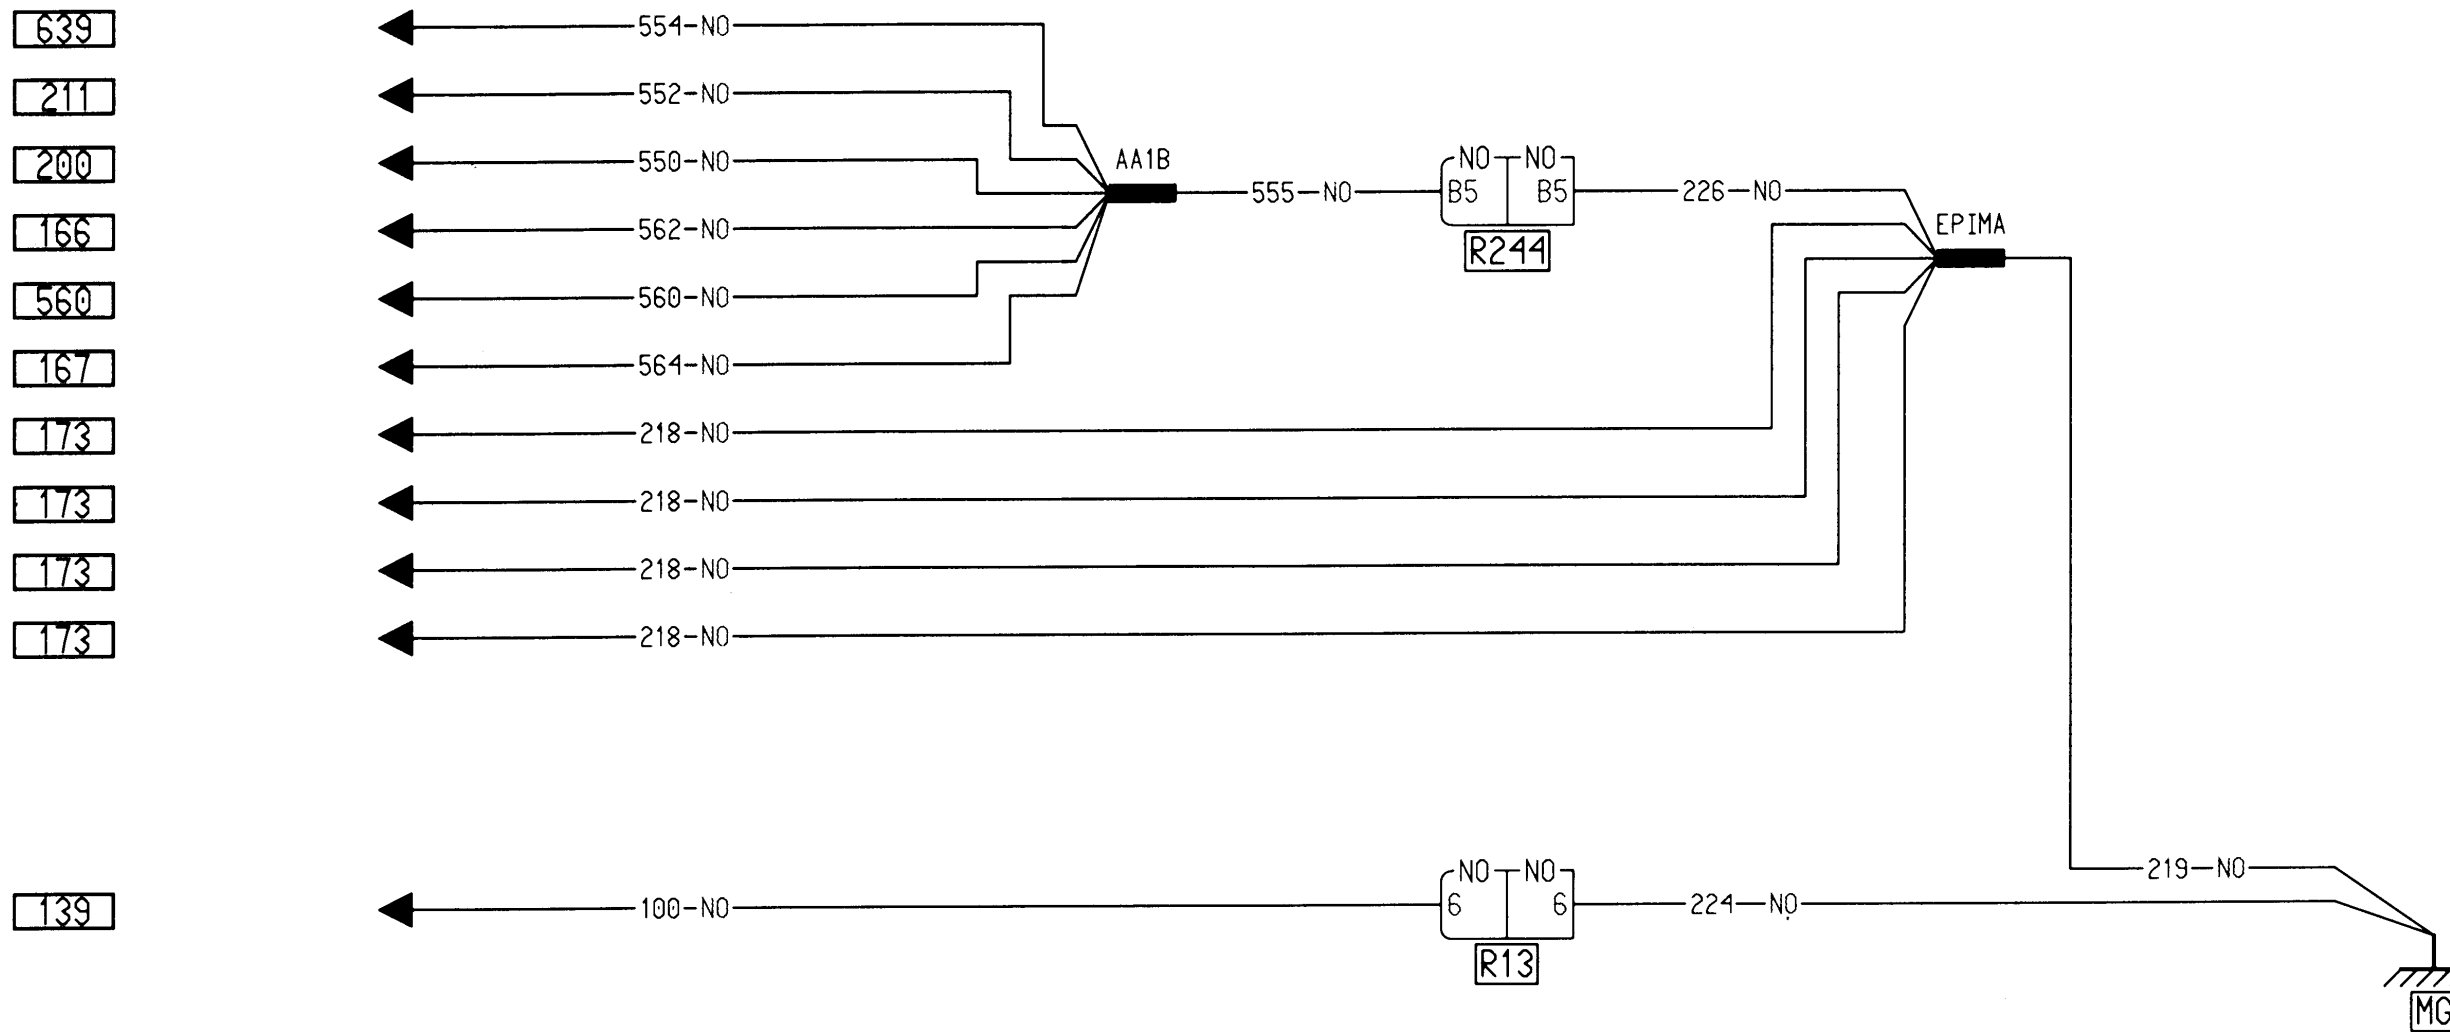 639 554-NO
211 552-NO
200 550-NO AA1B NO NO
555-NO B5 B5 226-NO
166 562-NO R244 EPIMA
560 560-NO
167 564-NO
173 218-NO
173 218-NO
173 218-NO
173 218-NO
NO NO 219-NO
139 100-NO 6 6 224-NO
R13